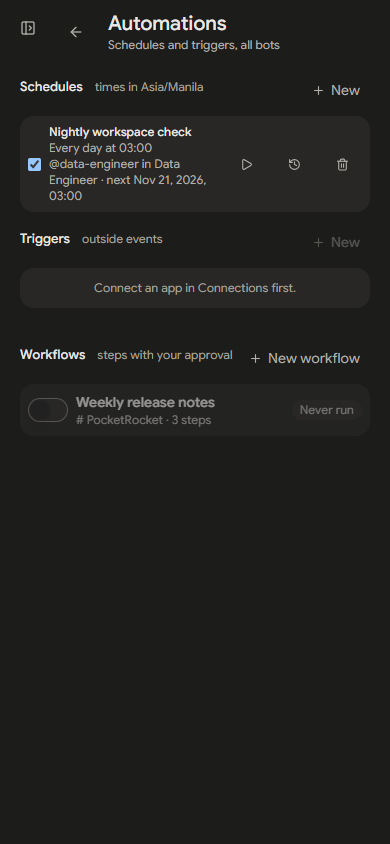 Automations
Schedules and triggers, all bots
Schedules times in Asia/Manila + New
Nightly workspace check
Every day at 03:00
@data-engineer in Data
Engineer · next Nov 21, 2026,
03:00
Triggers outside events + New
Connect an app in Connections first.
Workflows steps with your approval + New workflow
Weekly release notes
# PocketRocket · 3 steps
Never run